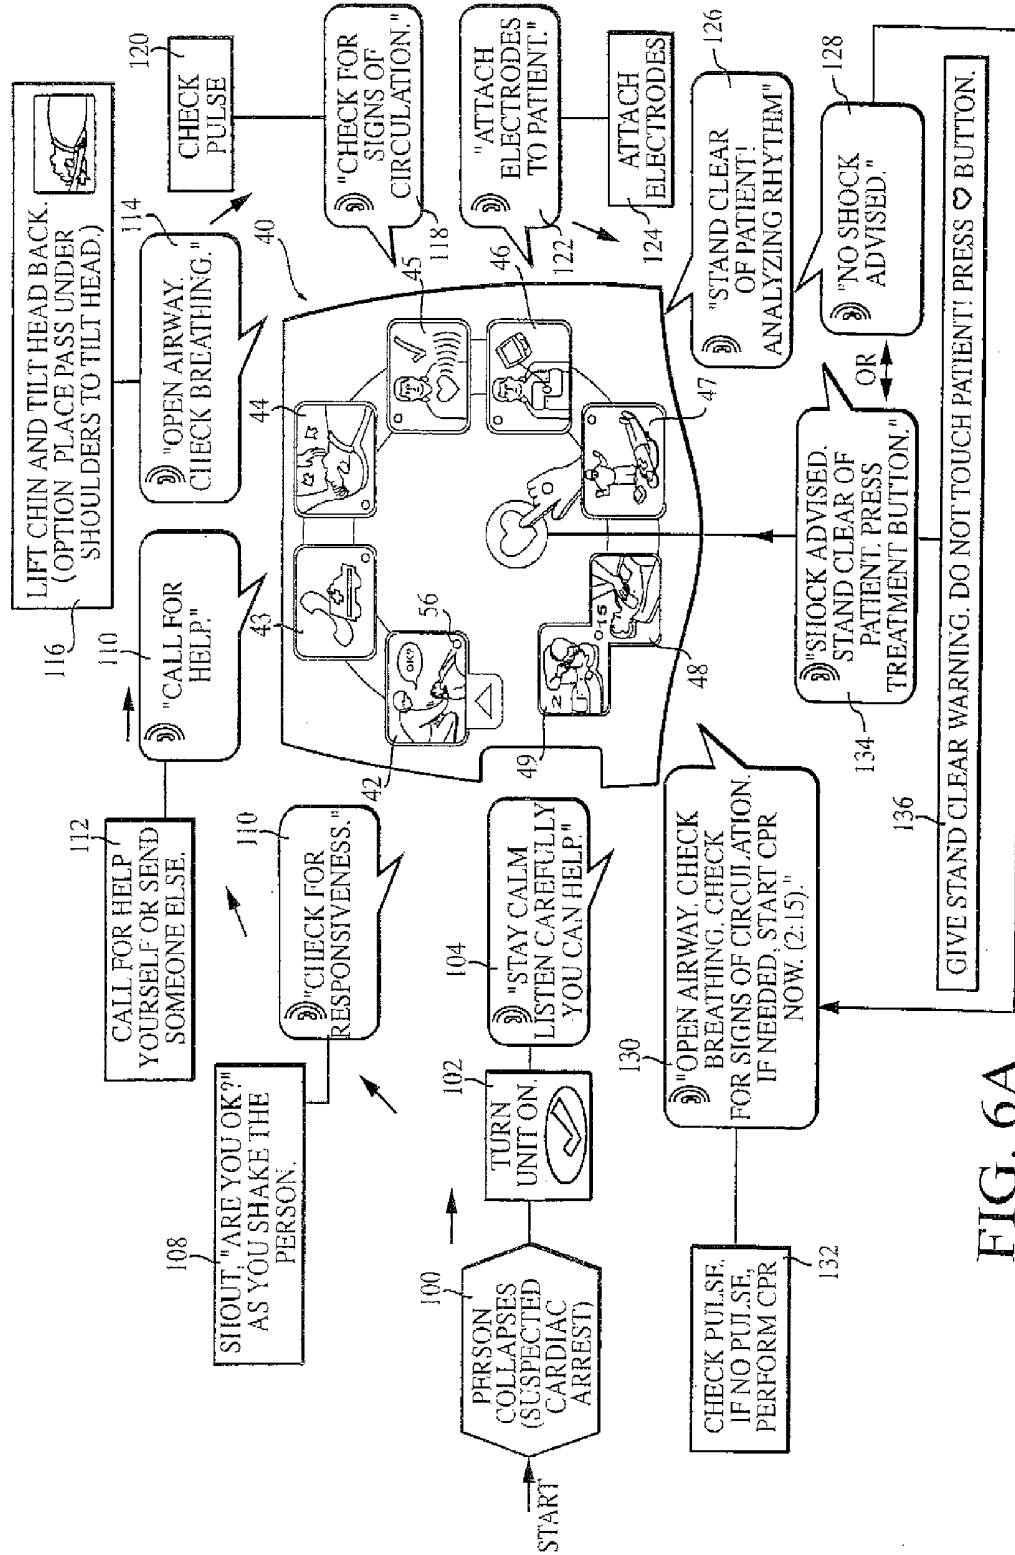 START
100
PERSON
COLLAPSES
(SUSPECTED
CARDIAC
ARREST)
102
TURN
UNIT ON.
104
"STAY CALM
LISTEN CAREFULLY
YOU CAN HELP."
108
SHOUT, "ARE YOU OK?"
AS YOU SHAKE THE
PERSON.
110
"CHECK FOR
RESPONSIVENESS."
112
CALL FOR HELP
YOURSELF OR SEND
SOMEONE ELSE.
110
"CALL FOR
HELP."
116
LIFT CHIN AND TILT HEAD BACK.
(OPTION PLACE PASS UNDER
SHOULDERS TO TILT HEAD.)
114
"OPEN AIRWAY.
CHECK BREATHING."
120
CHECK
PULSE
"CHECK FOR
SIGNS OF
CIRCULATION."
118
"ATTACH
ELECTRODES
TO PATIENT."
122
ATTACH
ELECTRODES
124
126
"STAND CLEAR
OF PATIENT!
ANALYZING RHYTHM"
128
"NO SHOCK
ADVISED."
OR
"SHOCK ADVISED.
STAND CLEAR OF
PATIENT. PRESS
TREATMENT BUTTON."
134
136
GIVE STAND CLEAR WARNING. DO NOT TOUCH PATIENT! PRESS ♡ BUTTON.
130
"OPEN AIRWAY. CHECK
BREATHING. CHECK
FOR SIGNS OF CIRCULATION.
IF NEEDED, START CPR
NOW. (2:15)."
CHECK PULSE.
IF NO PULSE,
PERFORM CPR
132
40
42
OK?
56
43
44
45
46
47
48
15
49
2
FIG. 6A